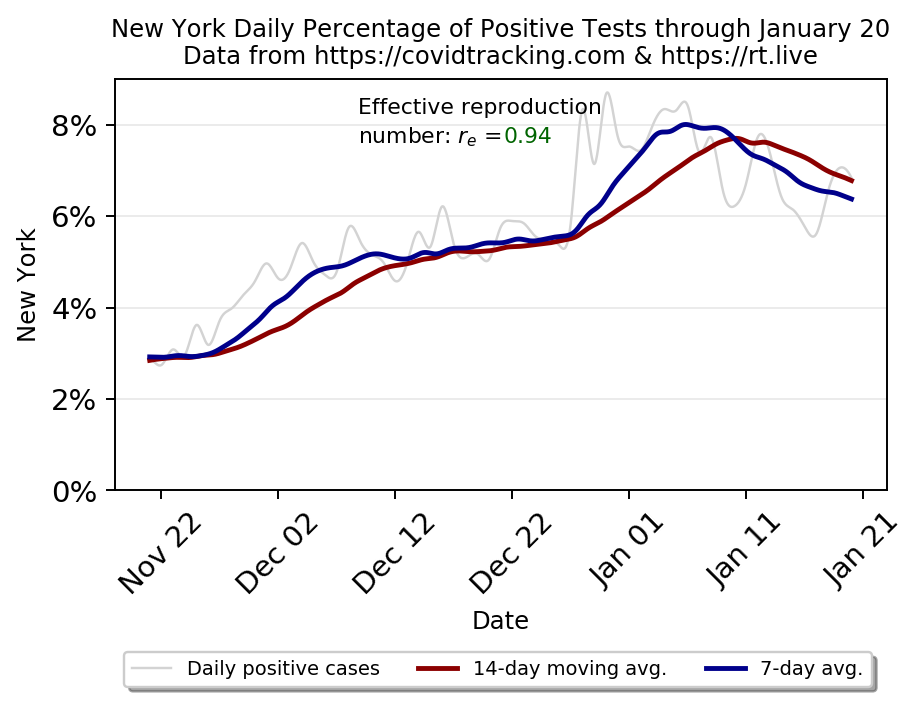 New York Daily Percentage of Positive Tests through January 20
Data from https://covidtracking.com & https://rt.live
Effective reproduction
number: rₑ =0.94
New York
8%
6%
4%
2%
0%
Nov 22
Dec 02
Dec 12
Dec 22
Jan 01
Jan 11
Jan 21
Date
Daily positive cases
14-day moving avg.
7-day avg.